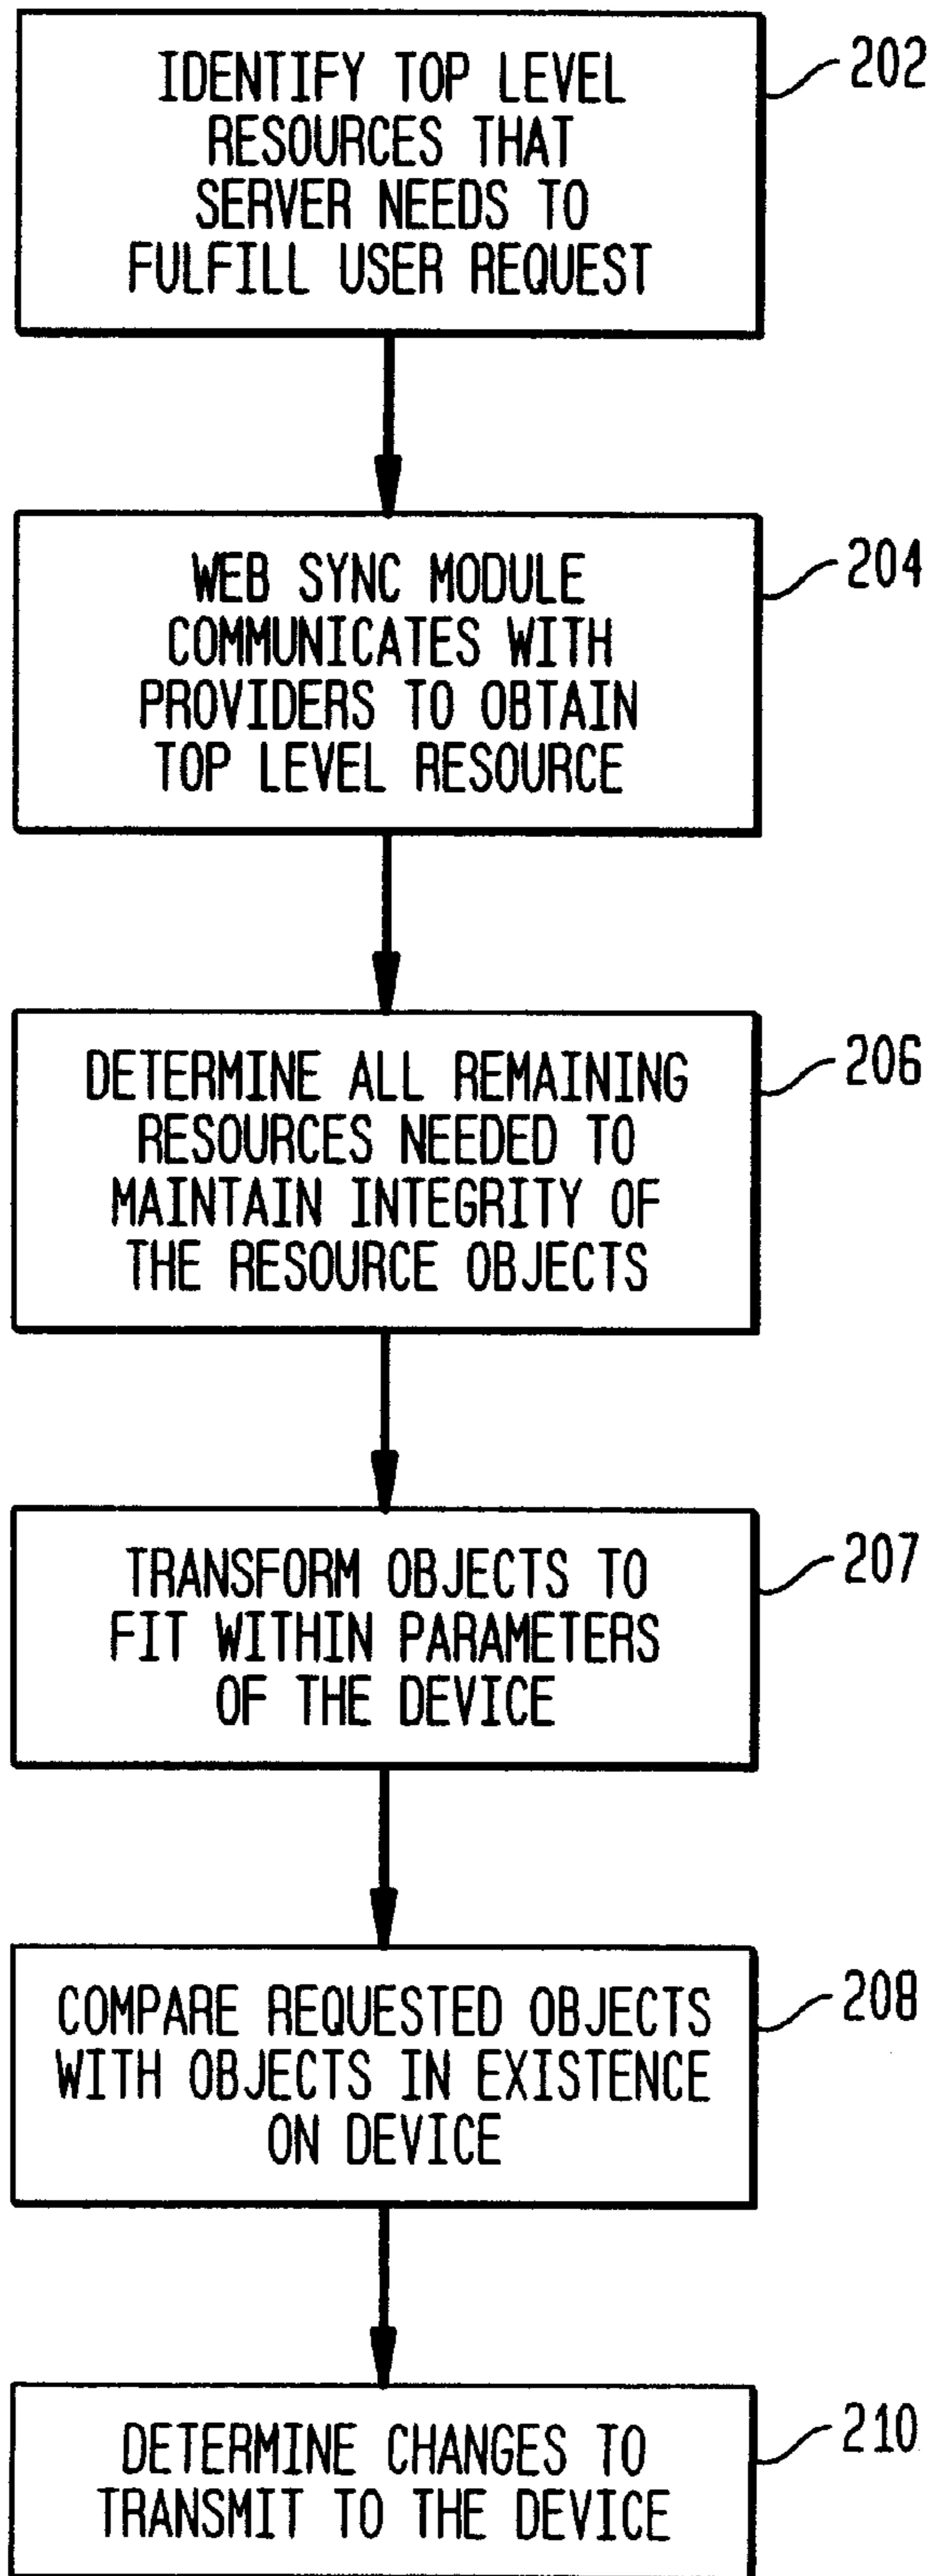 IDENTIFY TOP LEVEL
RESOURCES THAT
SERVER NEEDS TO
FULFILL USER REQUEST
202
WEB SYNC MODULE
COMMUNICATES WITH
PROVIDERS TO OBTAIN
TOP LEVEL RESOURCE
204
DETERMINE ALL REMAINING
RESOURCES NEEDED TO
MAINTAIN INTEGRITY OF
THE RESOURCE OBJECTS
206
TRANSFORM OBJECTS TO
FIT WITHIN PARAMETERS
OF THE DEVICE
207
COMPARE REQUESTED OBJECTS
WITH OBJECTS IN EXISTENCE
ON DEVICE
208
DETERMINE CHANGES TO
TRANSMIT TO THE DEVICE
210